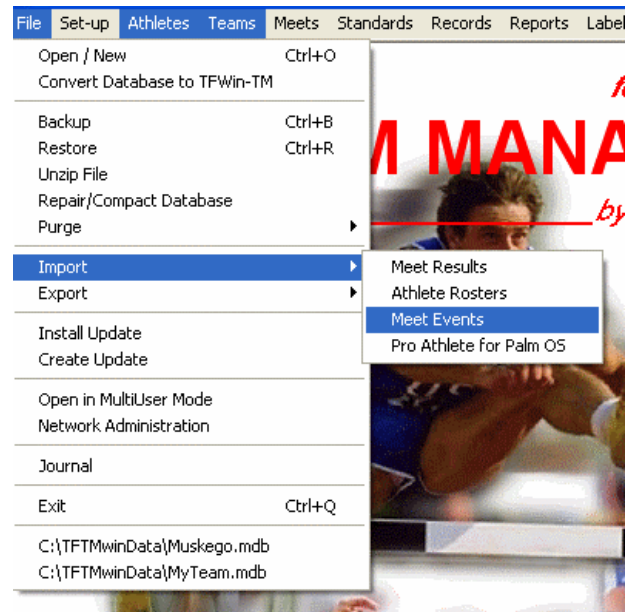 File Set-up Athletes Teams Meets Standards Records Reports Label
Open / New Ctrl+O
Convert Database to TFWin-TM
Backup Ctrl+B
Restore Ctrl+R
Unzip File
Repair/Compact Database
Purge
Import
Export
Install Update
Create Update
Open in MultiUser Mode
Network Administration
Journal
Exit Ctrl+Q
C:\TFTMwinData\Muskego.mdb
C:\TFTMwinData\MyTeam.mdb
Meet Results
Athlete Rosters
Meet Events
Pro Athlete for Palm OS
M MANA
by